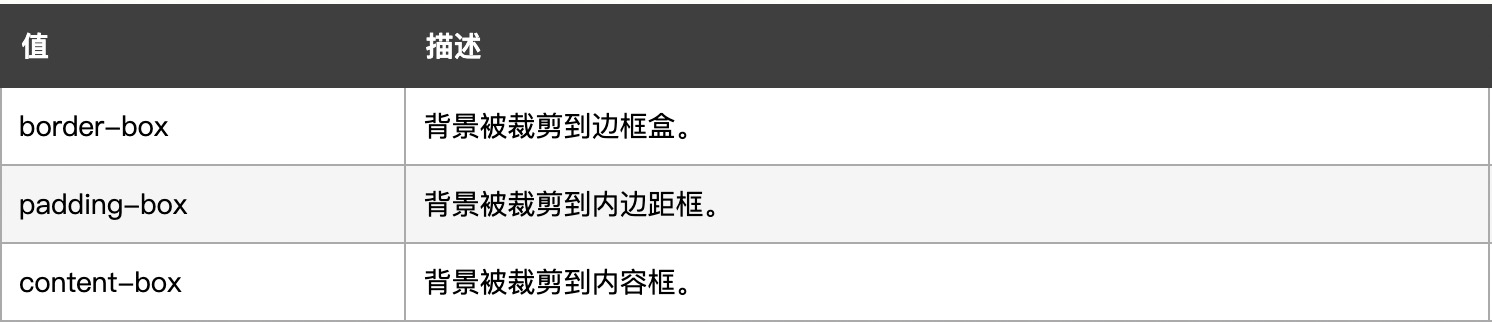 值 描述
border-box 背景被裁剪到边框盒。
padding-box 背景被裁剪到内边距框。
content-box 背景被裁剪到内容框。